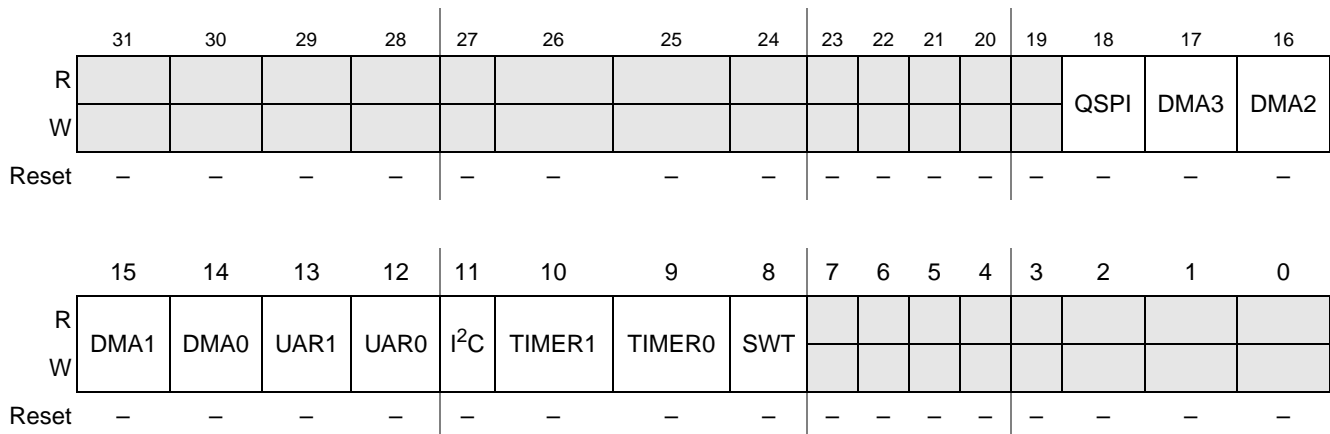 31 30 29 28 27 26 25 24 23 22 21 20 19 18 17 16
R
W
QSPI DMA3 DMA2
Reset – – – – – – – – – – – – – – – –
15 14 13 12 11 10 9 8 7 6 5 4 3 2 1 0
R
W
DMA1 DMA0 UAR1 UAR0 I²C TIMER1 TIMER0 SWT
Reset – – – – – – – – – – – – – – – –